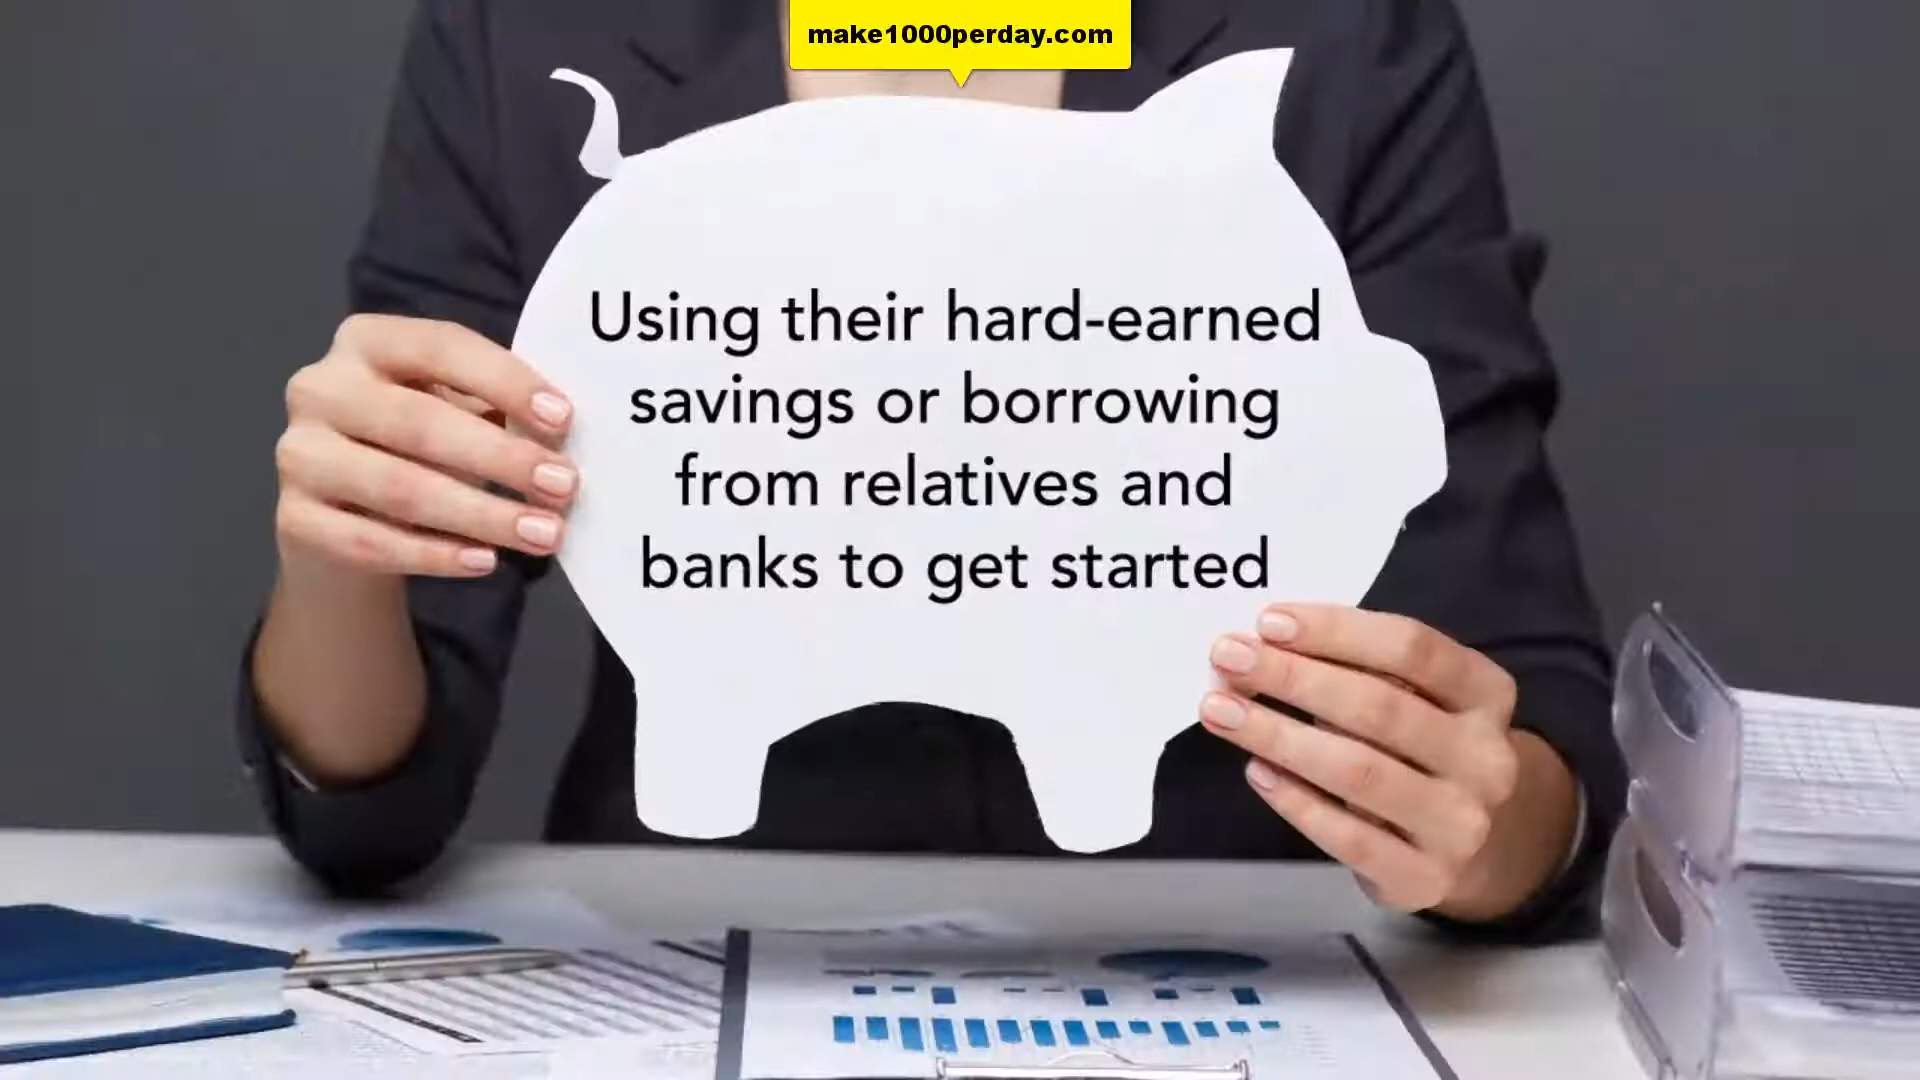 make1000perday.com
Using their hard-earned
savings or borrowing
from relatives and
banks to get started